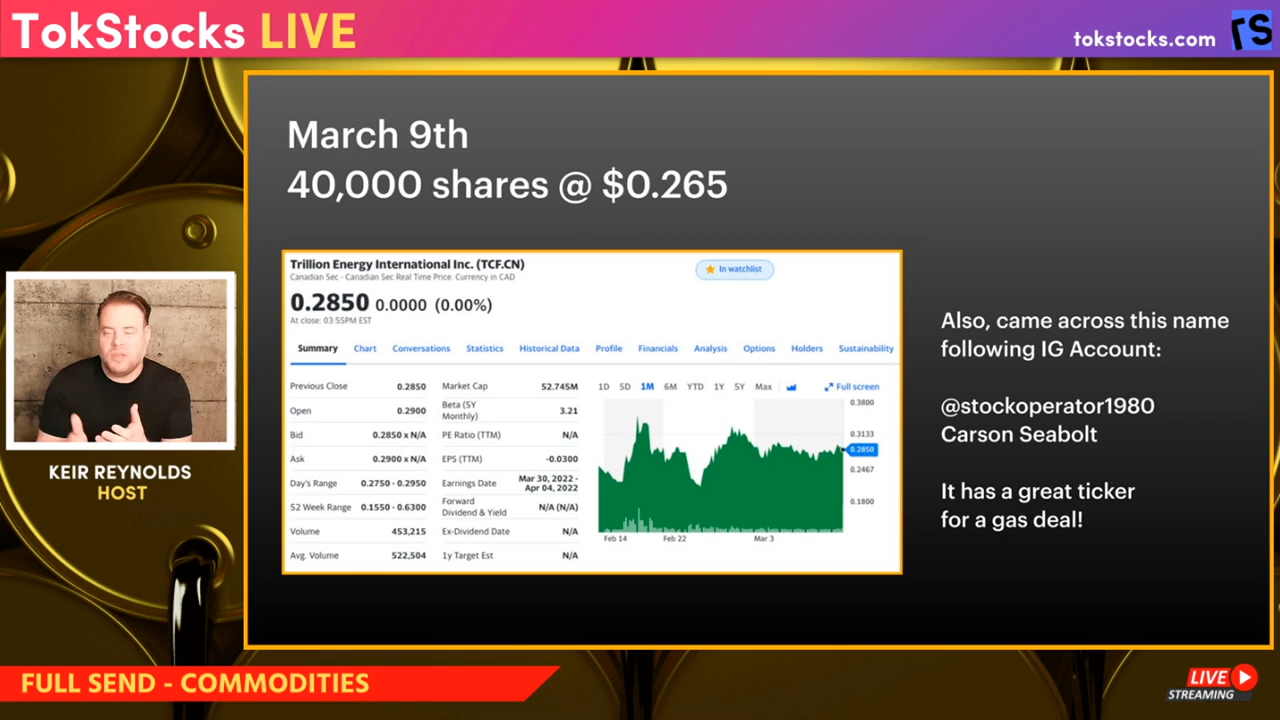 TokStocks LIVE
tokstocks.com
TS
March 9th
40,000 shares @ $0.265
Trillion Energy International Inc. (TCF.CN)
Canadian Sec - Canadian Sec Real Time Price. Currency in CAD
In watchlist
0.2850 0.0000 (0.00%)
At close: 03:55PM EST
Summary Chart Conversations Statistics Historical Data Profile Financials Analysis Options Holders Sustainability
Previous Close 0.2850
Open 0.2900
Bid 0.2850 x N/A
Ask 0.2900 x N/A
Day's Range 0.2750 - 0.2950
52 Week Range 0.1550 - 0.6300
Volume 453,215
Avg. Volume 522,504
Market Cap 52.745M
Beta (5Y
Monthly) 3.21
PE Ratio (TTM) N/A
EPS (TTM) -0.0300
Earnings Date Mar 30, 2022 -
Apr 04, 2022
Forward
Dividend & Yield N/A (N/A)
Ex-Dividend Date N/A
1y Target Est N/A
1D 5D 1M 6M YTD 1Y 5Y Max Full screen
0.3800
0.3133
0.2850
0.2467
0.1800
Feb 14 Feb 22 Mar 3
Also, came across this name
following IG Account:
@stockoperator1980
Carson Seabolt
It has a great ticker
for a gas deal!
KEIR REYNOLDS
HOST
FULL SEND - COMMODITIES
LIVE
STREAMING